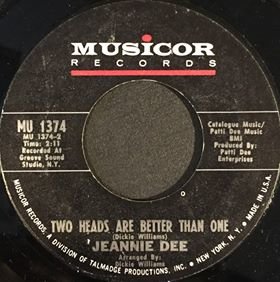 MUSICOR
RECORDS
MU 1374
MU 1374-2
Time: 2:11
Recorded At
Groove Sound
Studio, N.Y.
Catalogue Music/
Patti Dee Music
BMI
Produced By:
Patti Dee
Enterprises
TWO HEADS ARE BETTER THAN ONE
(Dickie Williams)
JEANNIE DEE
Arranged By:
Dickie Williams
MUSICOR RECORDS, A DIVISION OF TALMADGE PRODUCTIONS, INC., NEW YORK, N. Y. MADE IN U.S.A.